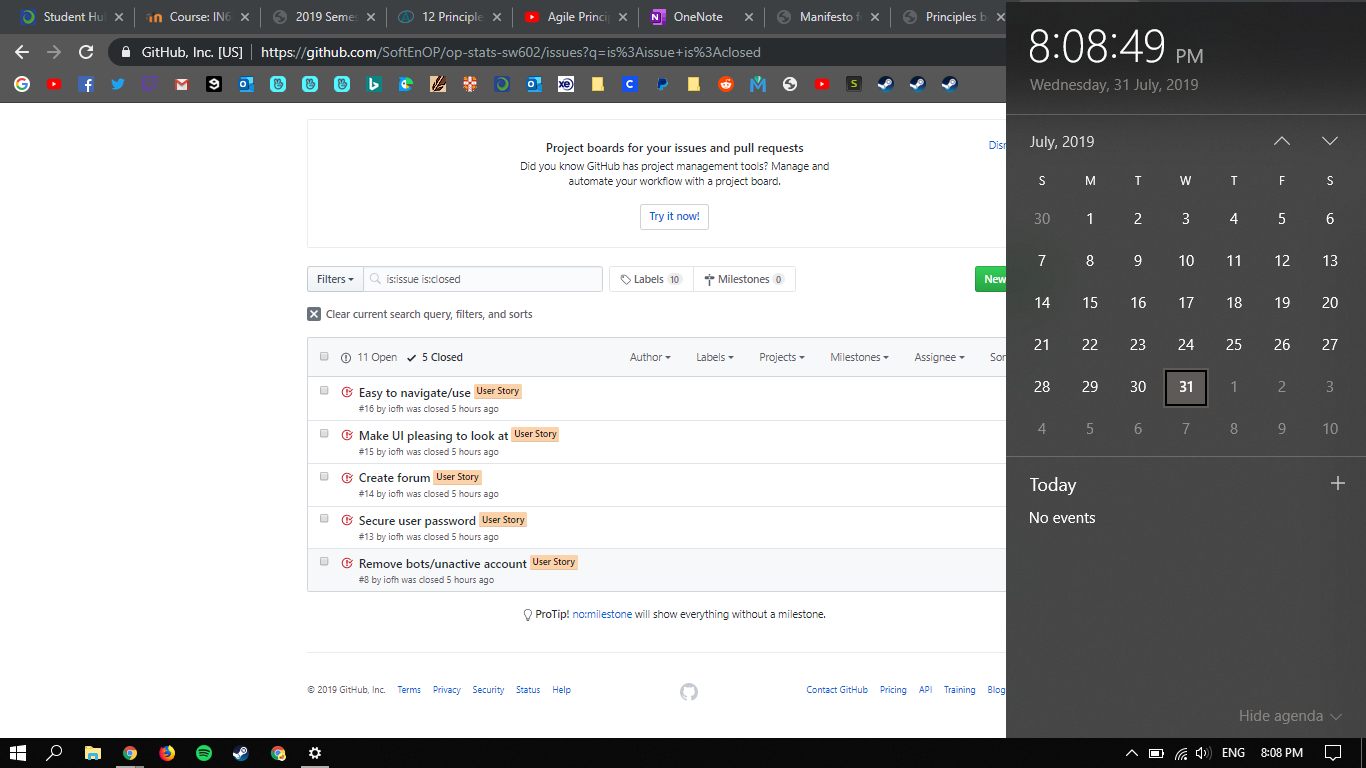 Student Hu
Course: IN6
2019 Semes
12 Principle
Agile Princi
OneNote
Manifesto fo
Principles b
GitHub, Inc. [US]
https://github.com/SoftEnOP/op-stats-sw602/issues?q=is%3Aissue+is%3Aclosed
Project boards for your issues and pull requests
Did you know GitHub has project management tools? Manage and
automate your workflow with a project board.
Try it now!
Dis
Filters
is:issue is:closed
Labels 10
Milestones 0
New
Clear current search query, filters, and sorts
11 Open
5 Closed
Author
Labels
Projects
Milestones
Assignee
Sor
Easy to navigate/use User Story
#16 by iofh was closed 5 hours ago
Make UI pleasing to look at User Story
#15 by iofh was closed 5 hours ago
Create forum User Story
#14 by iofh was closed 5 hours ago
Secure user password User Story
#13 by iofh was closed 5 hours ago
Remove bots/unactive account User Story
#8 by iofh was closed 5 hours ago
ProTip! no:milestone will show everything without a milestone.
© 2019 GitHub, Inc.
Terms
Privacy
Security
Status
Help
Contact GitHub
Pricing
API
Training
Blog
8:08:49 PM
Wednesday, 31 July, 2019
July, 2019
S M T W T F S
30 1 2 3 4 5 6
7 8 9 10 11 12 13
14 15 16 17 18 19 20
21 22 23 24 25 26 27
28 29 30 31 1 2 3
4 5 6 7 8 9 10
Today
No events
Hide agenda
ENG
8:08 PM